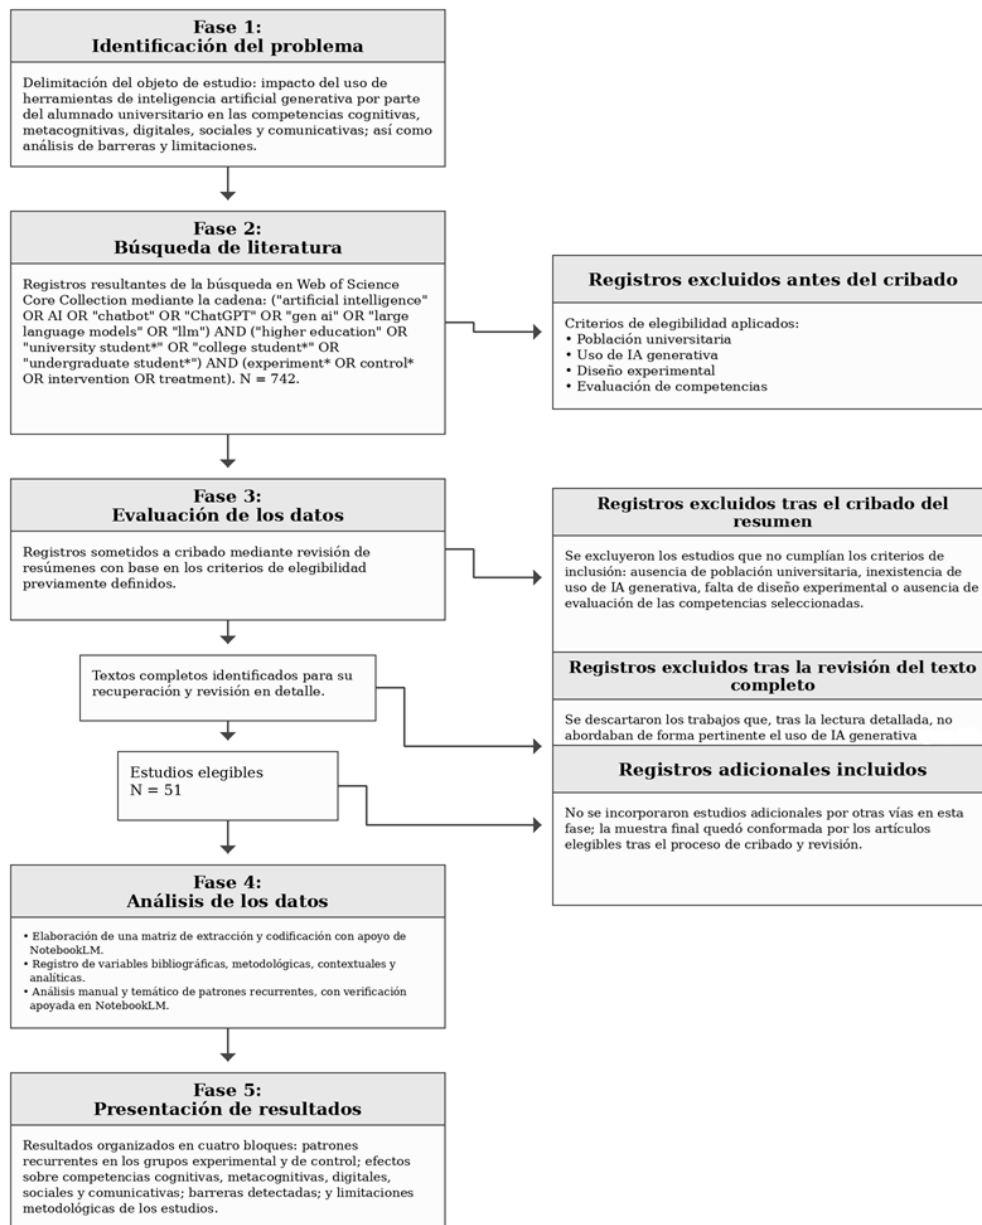 Fase 1:
Identificación del problema
Delimitación del objeto de estudio: impacto del uso de
herramientas de inteligencia artificial generativa por parte
del alumnado universitario en las competencias cognitivas,
metacognitivas, digitales, sociales y comunicativas; así como
análisis de barreras y limitaciones.
Fase 2:
Búsqueda de literatura
Registros resultantes de la búsqueda en Web of Science
Core Collection mediante la cadena: ("artificial intelligence"
OR AI OR "chatbot" OR "ChatGPT" OR "gen ai" OR "large
language models" OR "llm") AND ("higher education" OR
"university student*" OR "college student*" OR
"undergraduate student*") AND (experiment* OR control*
OR intervention OR treatment). N = 742.
Registros excluidos antes del cribado
Criterios de elegibilidad aplicados:
• Población universitaria
• Uso de IA generativa
• Diseño experimental
• Evaluación de competencias
Fase 3:
Evaluación de los datos
Registros sometidos a cribado mediante revisión de
resúmenes con base en los criterios de elegibilidad
previamente definidos.
Registros excluidos tras el cribado del
resumen
Se excluyeron los estudios que no cumplían los criterios de
inclusión: ausencia de población universitaria, inexistencia de
uso de IA generativa, falta de diseño experimental o ausencia de
evaluación de las competencias seleccionadas.
Textos completos identificados para su
recuperación y revisión en detalle.
Registros excluidos tras la revisión del texto
completo
Se descartaron los trabajos que, tras la lectura detallada, no
abordaban de forma pertinente el uso de IA generativa
Estudios elegibles
N = 51
Registros adicionales incluidos
No se incorporaron estudios adicionales por otras vías en esta
fase; la muestra final quedó conformada por los artículos
elegibles tras el proceso de cribado y revisión.
Fase 4:
Análisis de los datos
• Elaboración de una matriz de extracción y codificación con apoyo de
NotebookLM.
• Registro de variables bibliográficas, metodológicas, contextuales y
analíticas.
• Análisis manual y temático de patrones recurrentes, con verificación
apoyada en NotebookLM.
Fase 5:
Presentación de resultados
Resultados organizados en cuatro bloques: patrones
recurrentes en los grupos experimental y de control; efectos
sobre competencias cognitivas, metacognitivas, digitales,
sociales y comunicativas; barreras detectadas; y limitaciones
metodológicas de los estudios.